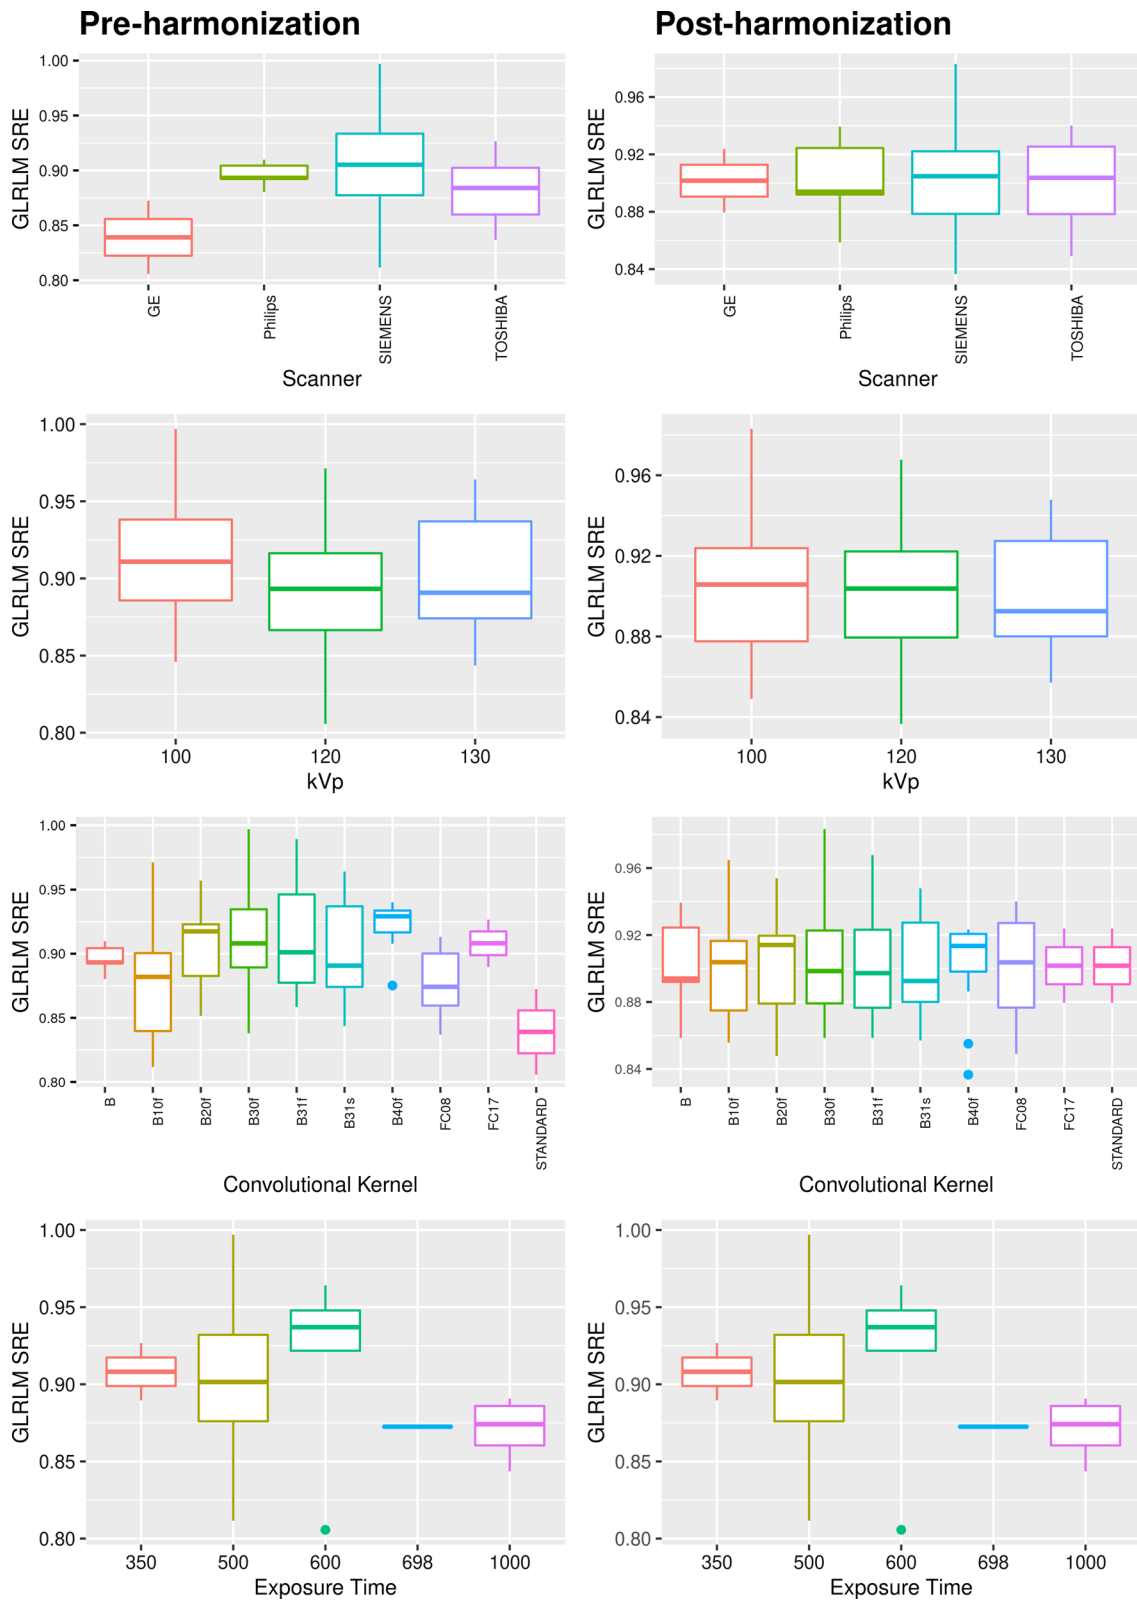 Pre-harmonization
Post-harmonization
GLRLM SRE
1.00
0.95
0.90
0.85
0.80
GE
Philips
SIEMENS
TOSHIBA
Scanner
GLRLM SRE
0.96
0.92
0.88
0.84
GE
Philips
SIEMENS
TOSHIBA
Scanner
GLRLM SRE
1.00
0.95
0.90
0.85
0.80
100 120 130
kVp
GLRLM SRE
0.96
0.92
0.88
0.84
100 120 130
kVp
GLRLM SRE
1.00
0.95
0.90
0.85
0.80
B
B10f
B20f
B30f
B31f
B31s
B40f
FC08
FC17
STANDARD
Convolutional Kernel
GLRLM SRE
0.96
0.92
0.88
0.84
B
B10f
B20f
B30f
B31f
B31s
B40f
FC08
FC17
STANDARD
Convolutional Kernel
GLRLM SRE
1.00
0.95
0.90
0.85
0.80
350 500 600 698 1000
Exposure Time
GLRLM SRE
1.00
0.95
0.90
0.85
0.80
350 500 600 698 1000
Exposure Time